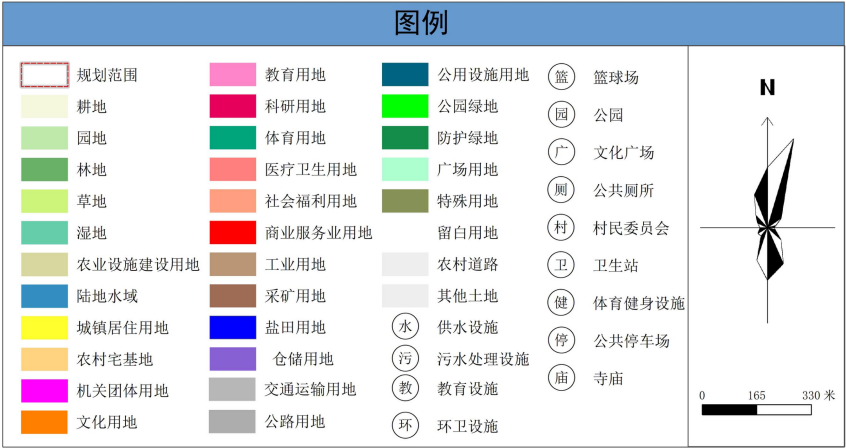 图例
规划范围
耕地
园地
林地
草地
湿地
农业设施建设用地
陆地水域
城镇居住用地
农村宅基地
机关团体用地
文化用地
教育用地
科研用地
体育用地
医疗卫生用地
社会福利用地
商业服务业用地
工业用地
采矿用地
盐田用地
仓储用地
交通运输用地
公路用地
公用设施用地
公园绿地
防护绿地
广场用地
特殊用地
留白用地
农村道路
其他土地
水 供水设施
污 污水处理设施
教 教育设施
环 环卫设施
篮 篮球场
园 公园
广 文化广场
厕 公共厕所
村 村民委员会
卫 卫生站
健 体育健身设施
停 公共停车场
庙 寺庙
N
0 165 330 米